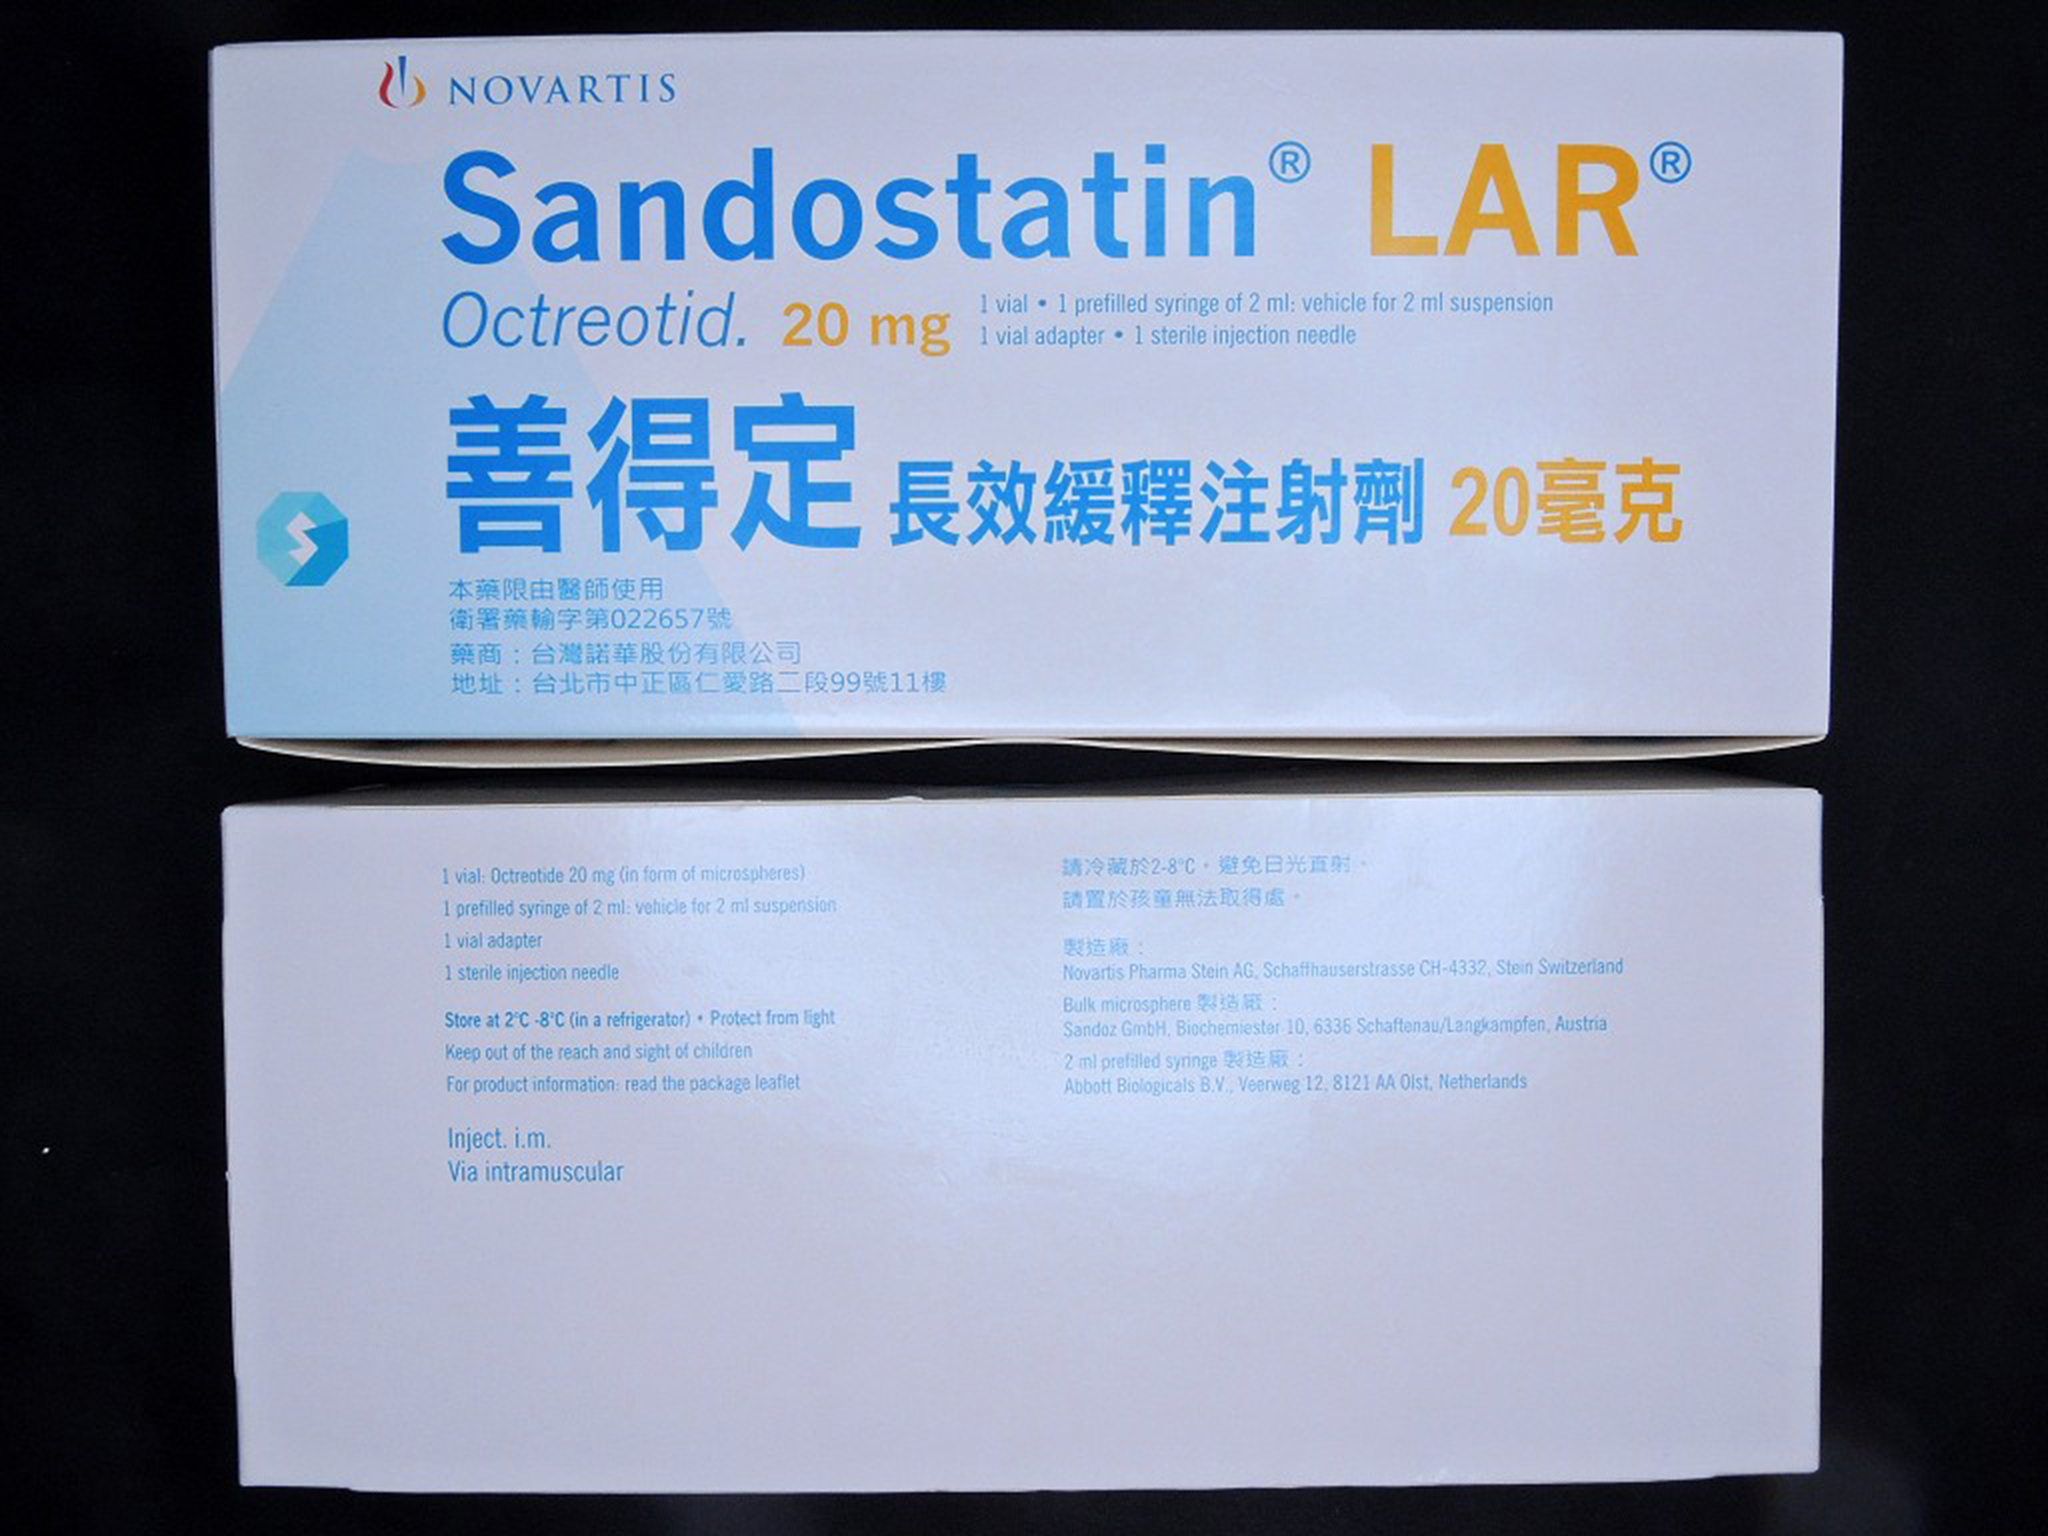 NOVARTIS
Sandostatin® LAR®
Octreotid. 20 mg
1 vial • 1 prefilled syringe of 2 ml: vehicle for 2 ml suspension
1 vial adapter • 1 sterile injection needle
善得定 長效緩釋注射劑 20毫克
本藥限由醫師使用
衛署藥輸字第022657號
藥商：台灣諾華股份有限公司
地址：台北市中正區仁愛路二段99號11樓
1 vial: Octreotide 20 mg (in form of microspheres)
1 prefilled syringe of 2 ml: vehicle for 2 ml suspension
1 vial adapter
1 sterile injection needle
Store at 2°C -8°C (in a refrigerator) • Protect from light
Keep out of the reach and sight of children
For product information: read the package leaflet
Inject. i.m.
Via intramuscular
請冷藏於2-8°C，避免日光直射。
請置於孩童無法取得處。
製造廠：
Novartis Pharma Stein AG, Schaffhauserstrasse CH-4332, Stein Switzerland
Bulk microsphere 製造廠：
Sandoz GmbH, Biochemiestor 10, 6336 Schaftenau/Langkampfen, Austria
2 ml prefilled syringe 製造廠：
Abbott Biologicals B.V., Veerweg 12, 8121 AA Olst, Netherlands